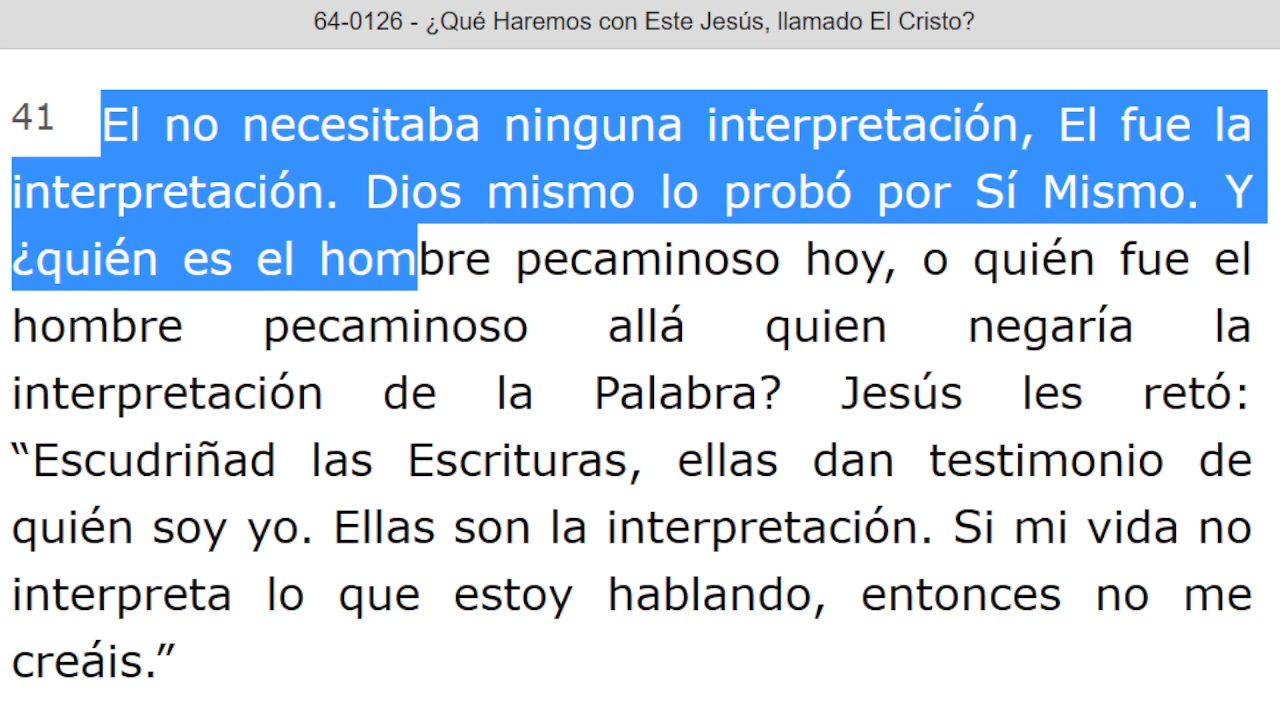 64-0126 - ¿Qué Haremos con Este Jesús, llamado El Cristo?
41 El no necesitaba ninguna interpretación, El fue la
interpretación. Dios mismo lo probó por Sí Mismo. Y
¿quién es el hombre pecaminoso hoy, o quién fue el
hombre pecaminoso allá quien negaría la
interpretación de la Palabra? Jesús les retó:
“Escudriñad las Escrituras, ellas dan testimonio de
quién soy yo. Ellas son la interpretación. Si mi vida no
interpreta lo que estoy hablando, entonces no me
creáis.”